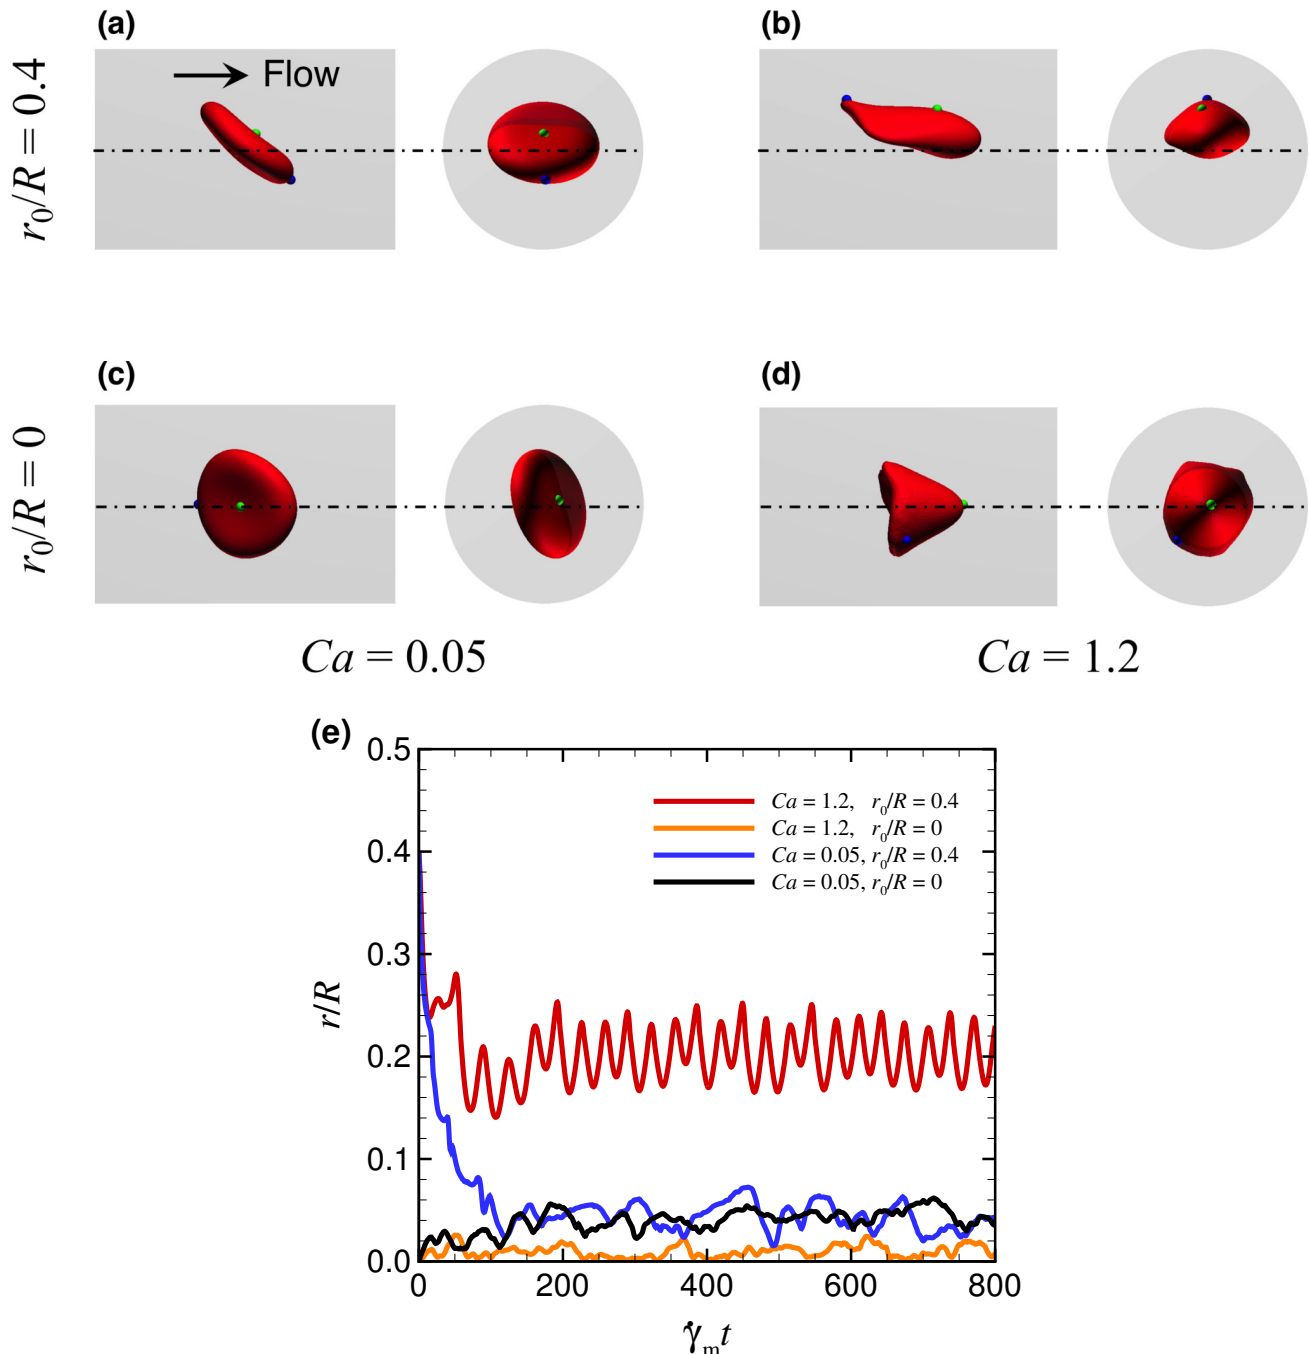 (a)
(b)
r₀/R = 0.4
Flow
(c)
(d)
r₀/R = 0
Ca = 0.05
Ca = 1.2
(e)
0.5
0.4
0.3
0.2
0.1
0.0
r/R
Ca = 1.2, r₀/R = 0.4
Ca = 1.2, r₀/R = 0
Ca = 0.05, r₀/R = 0.4
Ca = 0.05, r₀/R = 0
0 200 400 600 800
γ̇ₘt